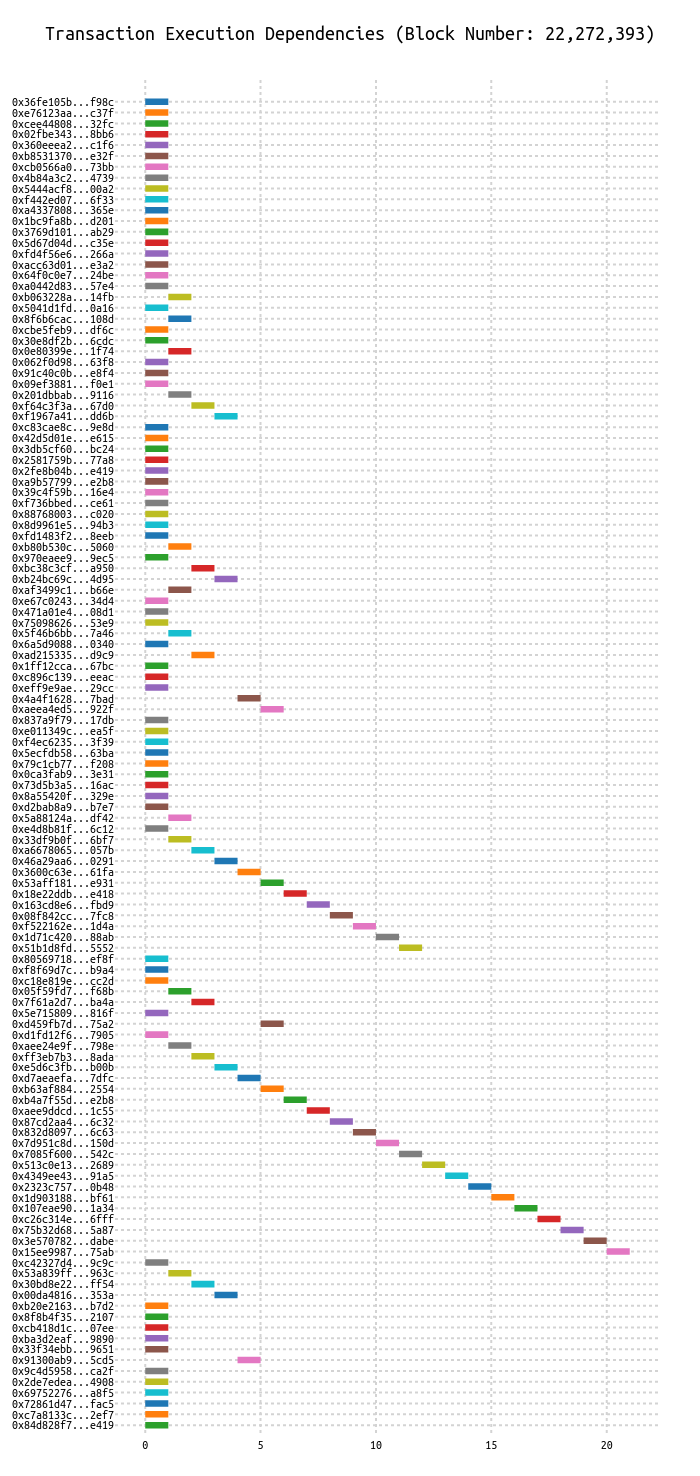 Transaction Execution Dependencies (Block Number: 22,272,393)
0x36fe105b...f98c
0xe76123aa...c37f
0xcee44808...32fc
0x02fbe343...8bb6
0x360eeea2...c1f6
0xb8531370...e32f
0xcb0566a0...73bb
0x4b84a3c2...4739
0x5444acf8...00a2
0xf442ed07...6f33
0xa4337808...365e
0x1bc9fa8b...d201
0x3769d101...ab29
0x5d67d04d...c35e
0xfd4f56e6...266a
0xacc63d01...e3a2
0x64f0c0e7...24be
0xa0442d83...57e4
0xb063228a...14fb
0x5041d1fd...0a16
0x8f6b6cac...108d
0xcbe5feb9...df6c
0x30e8df2b...6cdc
0x0e80399e...1f74
0x062f0d98...63f8
0x91c40c0b...e8f4
0x09ef3881...f0e1
0x201dbbab...9116
0xf64c3f3a...67d0
0xf1967a41...dd6b
0xc83cae8c...9e8d
0x42d5d01e...e615
0x3db5cf60...bc24
0x2581759b...77a8
0x2fe8b04b...e419
0xa9b57799...e2b8
0x39c4f59b...16e4
0xf736bbed...ce61
0x88768003...c020
0x8d9961e5...94b3
0xfd1483f2...8eeb
0xb80b530c...5060
0x970eaee9...9ec5
0xbc38c3cf...a950
0xb24bc69c...4d95
0xaf3499c1...b66e
0xe67c0243...34d4
0x471a01e4...08d1
0x75098626...53e9
0x5f46b6bb...7a46
0x6a5d9088...0340
0xad215335...d9c9
0x1ff12cca...67bc
0xc896c139...eeac
0xeff9e9ae...29cc
0x4a4f1628...7bad
0xaeea4ed5...922f
0x837a9f79...17db
0xe011349c...ea5f
0xf4ec6235...3f39
0x5ecfdb58...63ba
0x79c1cb77...f208
0x0ca3fab9...3e31
0x73d5b3a5...16ac
0x8a55420f...329e
0xd2bab8a9...b7e7
0x5a88124a...df42
0xe4d8b81f...6c12
0x33df9b0f...6bf7
0xa6678065...057b
0x46a29aa6...0291
0x3600c63e...61fa
0x53aff181...e931
0x18e22ddb...e418
0x163cd8e6...fbd9
0x08f842cc...7fc8
0xf522162e...1d4a
0x1d71c420...88ab
0x51b1d8fd...5552
0x80569718...ef8f
0xf8f69d7c...b9a4
0xc18e819e...cc2d
0x05f59fd7...f68b
0x7f61a2d7...ba4a
0x5e715809...816f
0xd459fb7d...75a2
0xd1fd12f6...7905
0xaee24e9f...798e
0xff3eb7b3...8ada
0xe5d6c3fb...b00b
0xd7aeaefa...7dfc
0xb63af884...2554
0xb4a7f55d...e2b8
0xaee9ddcd...1c55
0x87cd2aa4...6c32
0x832d8097...6c63
0x7d951c8d...150d
0x7085f600...542c
0x513c0e13...2689
0x4349ee43...91a5
0x2323c757...0b48
0x1d903188...bf61
0x107eae90...1a34
0xc26c314e...6fff
0x75b32d68...5a87
0x3e570782...dabe
0x15ee9987...75ab
0xc42327d4...9c9c
0x53a839ff...963c
0x30bd8e22...ff54
0x00da4816...353a
0xb20e2163...b7d2
0x8f8b4f35...2107
0xcb418d1c...07ee
0xba3d2eaf...9890
0x33f34ebb...9651
0x91300ab9...5cd5
0x9c4d5958...ca2f
0x2de7edea...4908
0x69752276...a8f5
0x72861d47...fac5
0xc7a8133c...2ef7
0x84d828f7...e419
0 5 10 15 20